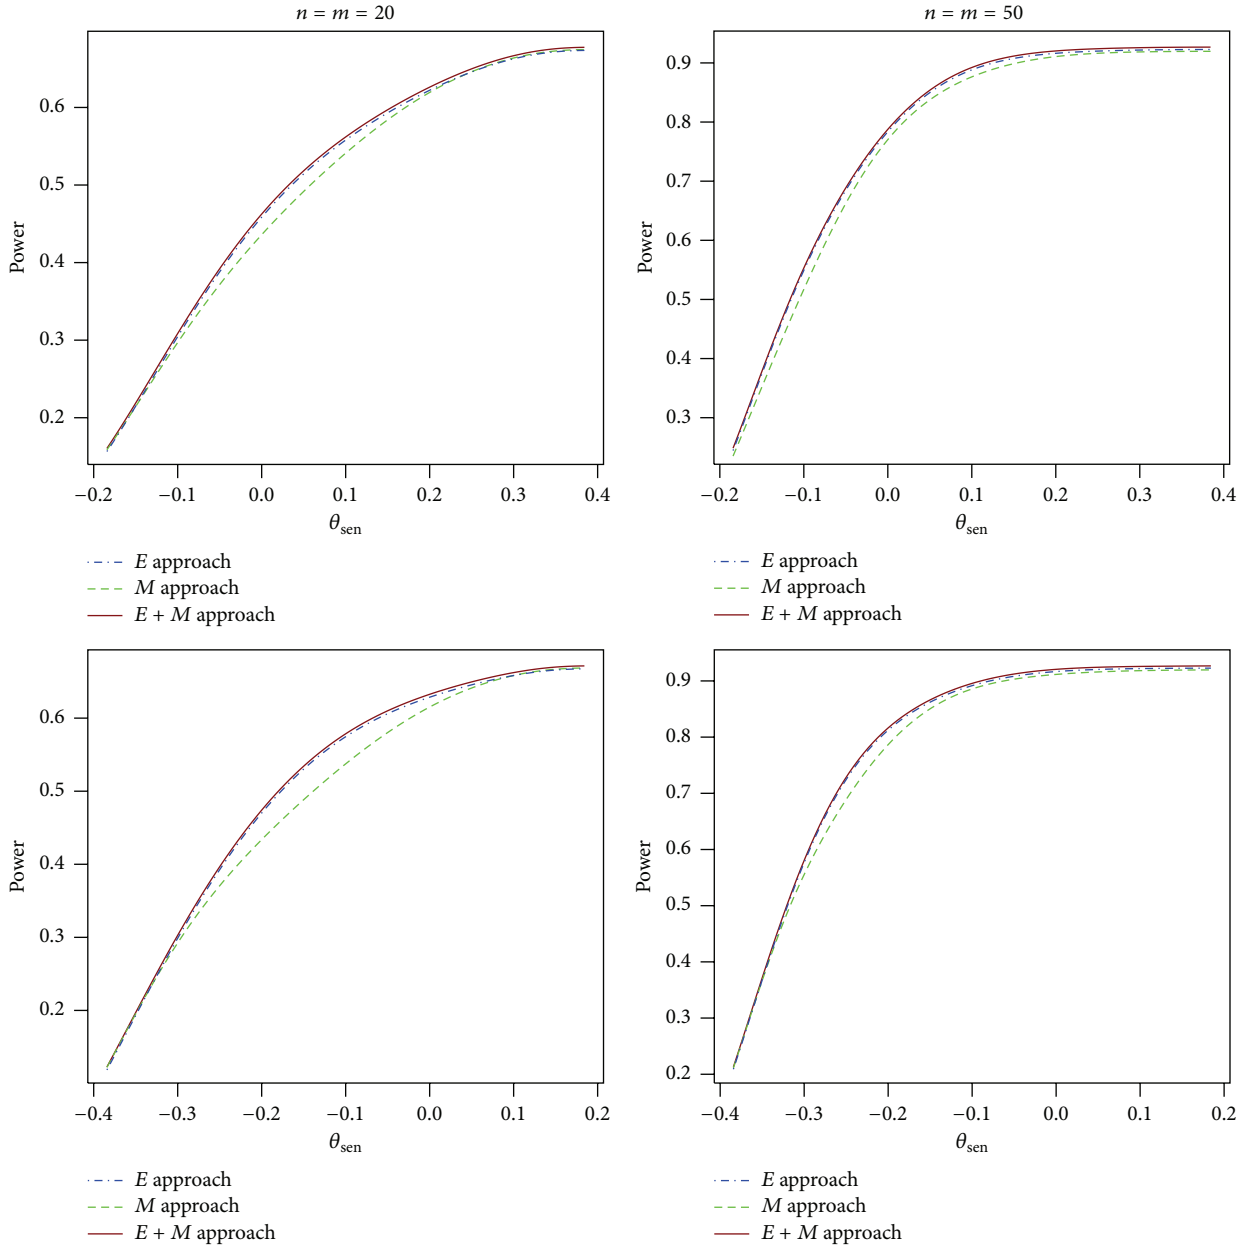 n = m = 20
n = m = 50
Power
0.6
0.5
0.4
0.3
0.2
−0.2 −0.1 0.0 0.1 0.2 0.3 0.4
θsen
E approach
M approach
E + M approach
Power
0.9
0.8
0.7
0.6
0.5
0.4
0.3
−0.2 −0.1 0.0 0.1 0.2 0.3 0.4
θsen
E approach
M approach
E + M approach
Power
0.6
0.5
0.4
0.3
0.2
−0.4 −0.3 −0.2 −0.1 0.0 0.1 0.2
θsen
E approach
M approach
E + M approach
Power
0.9
0.8
0.7
0.6
0.5
0.4
0.3
0.2
−0.4 −0.3 −0.2 −0.1 0.0 0.1 0.2
θsen
E approach
M approach
E + M approach